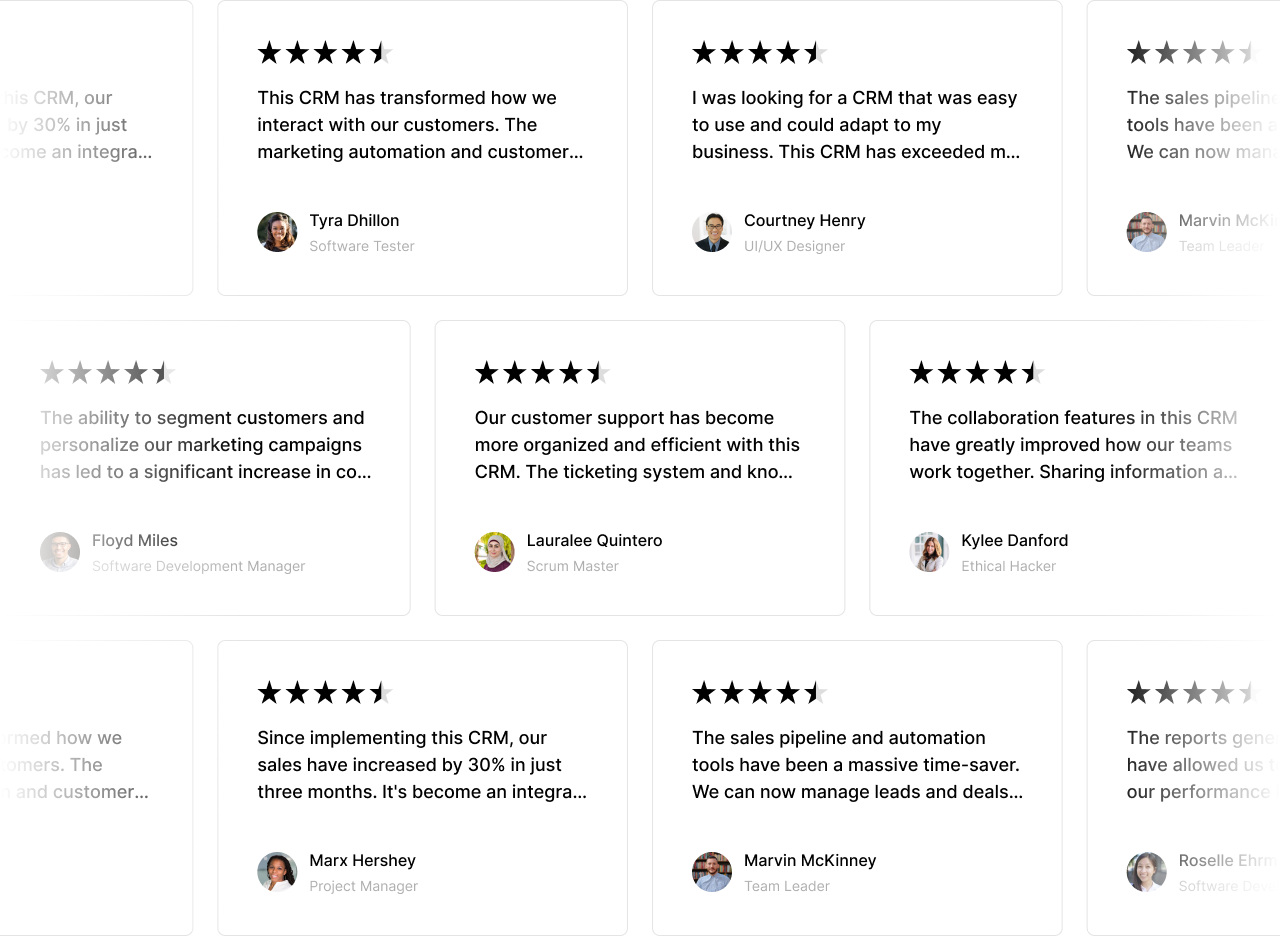 his CRM, our
by 30% in just
come an integra...
This CRM has transformed how we
interact with our customers. The
marketing automation and customer...
Tyra Dhillon
Software Tester
I was looking for a CRM that was easy
to use and could adapt to my
business. This CRM has exceeded m...
Courtney Henry
UI/UX Designer
The sales pipeline
tools have been a
We can now mana
Marvin McKi
Team Leader
The ability to segment customers and
personalize our marketing campaigns
has led to a significant increase in co...
Floyd Miles
Software Development Manager
Our customer support has become
more organized and efficient with this
CRM. The ticketing system and kno...
Lauralee Quintero
Scrum Master
The collaboration features in this CRM
have greatly improved how our teams
work together. Sharing information a...
Kylee Danford
Ethical Hacker
rmed how we
omers. The
and customer...
Since implementing this CRM, our
sales have increased by 30% in just
three months. It's become an integra...
Marx Hershey
Project Manager
The sales pipeline and automation
tools have been a massive time-saver.
We can now manage leads and deals...
Marvin McKinney
Team Leader
The reports gene
have allowed us t
our performance
Roselle Ehrm
Software Deve